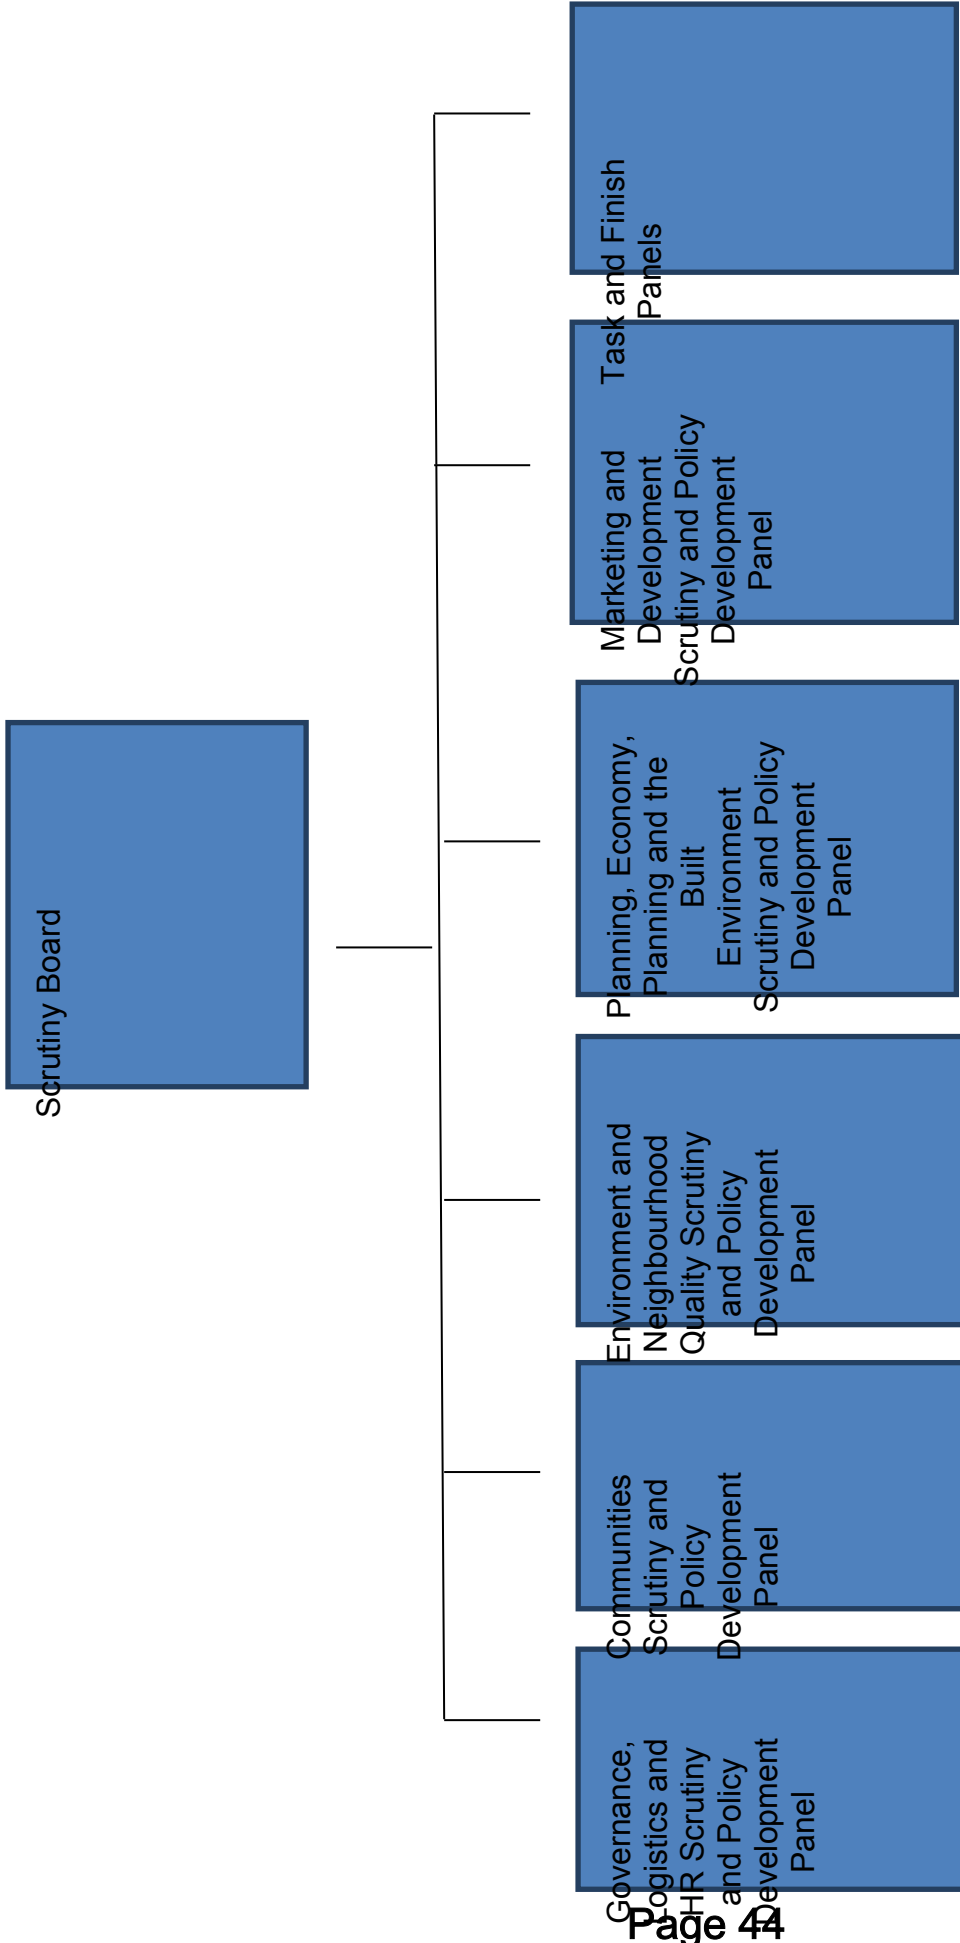 Scrutiny Board
Governance,
Logistics and
HR Scrutiny
and Policy
Development
Panel
Communities
Scrutiny and
Policy
Development
Panel
Environment and
Neighbourhood
Quality Scrutiny
and Policy
Development
Panel
Planning, Economy,
Planning and the
Built
Environment
Scrutiny and Policy
Development
Panel
Marketing and
Development
Scrutiny and Policy
Development
Panel
Task and Finish
Panels
Page 44